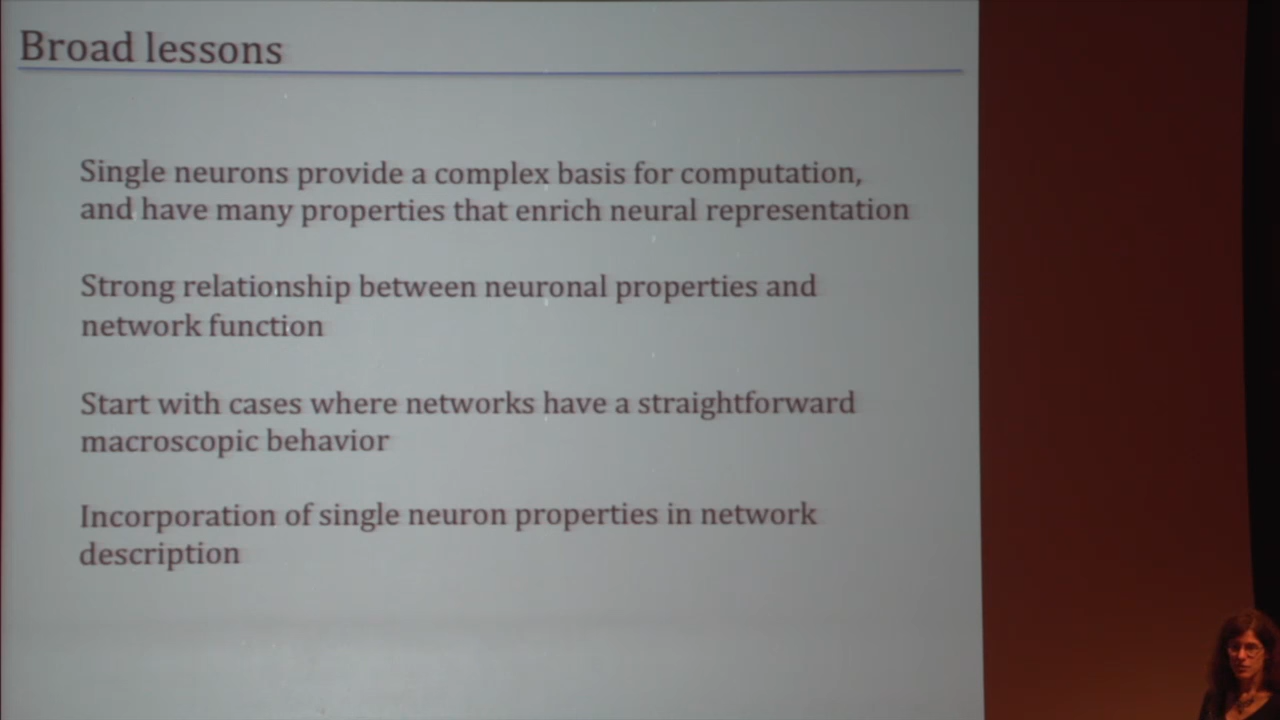 Broad lessons
Single neurons provide a complex basis for computation,
and have many properties that enrich neural representation
Strong relationship between neuronal properties and
network function
Start with cases where networks have a straightforward
macroscopic behavior
Incorporation of single neuron properties in network
description